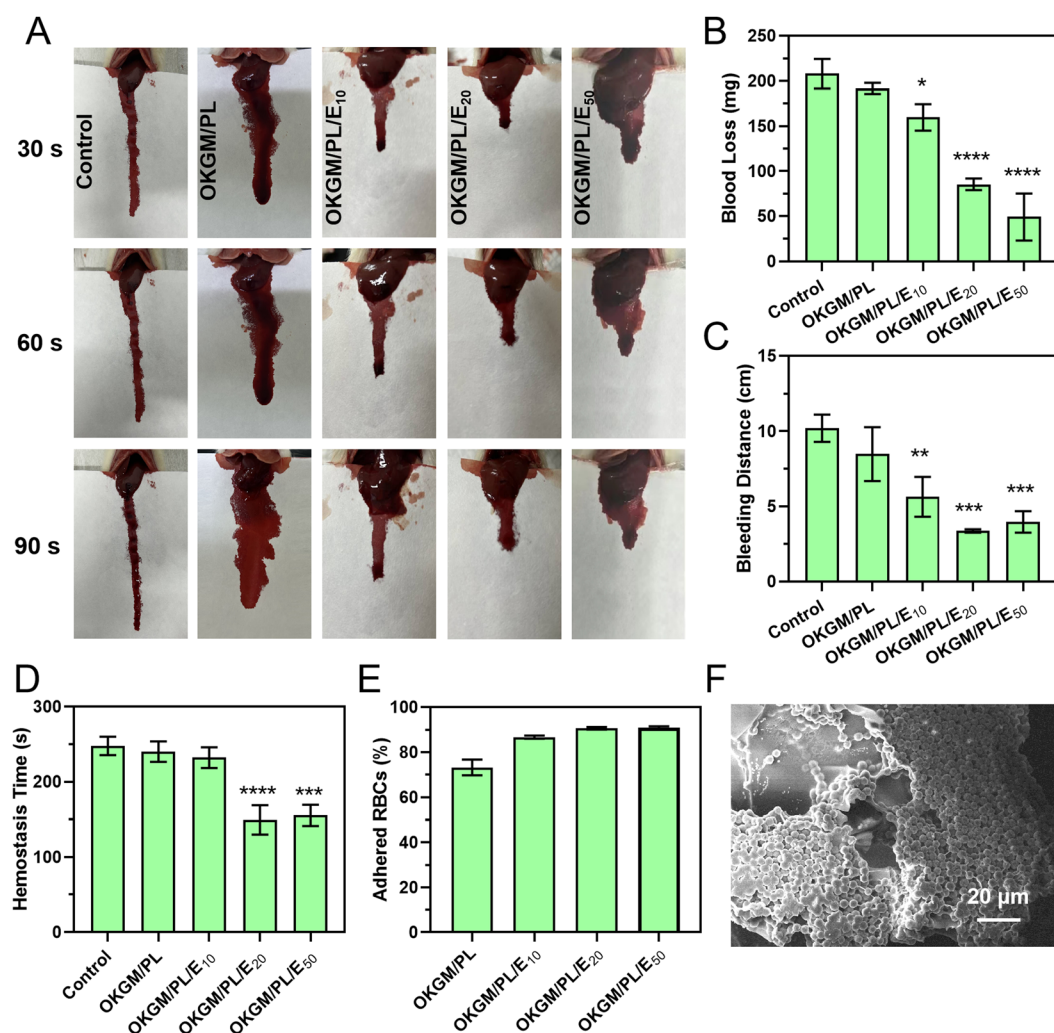 A
Control
OKGM/PL
OKGM/PL/E₁₀
OKGM/PL/E₂₀
OKGM/PL/E₅₀
30 s
60 s
90 s
B
Blood Loss (mg)
250
200
150
100
50
0
Control
OKGM/PL
OKGM/PL/E₁₀
OKGM/PL/E₂₀
OKGM/PL/E₅₀
*
****
****
C
Bleeding Distance (cm)
15
10
5
0
Control
OKGM/PL
OKGM/PL/E₁₀
OKGM/PL/E₂₀
OKGM/PL/E₅₀
**
***
***
D
Hemostasis Time (s)
300
200
100
0
Control
OKGM/PL
OKGM/PL/E₁₀
OKGM/PL/E₂₀
OKGM/PL/E₅₀
****
***
E
Adhered RBCs (%)
100
80
60
40
20
0
OKGM/PL
OKGM/PL/E₁₀
OKGM/PL/E₂₀
OKGM/PL/E₅₀
F
20 μm